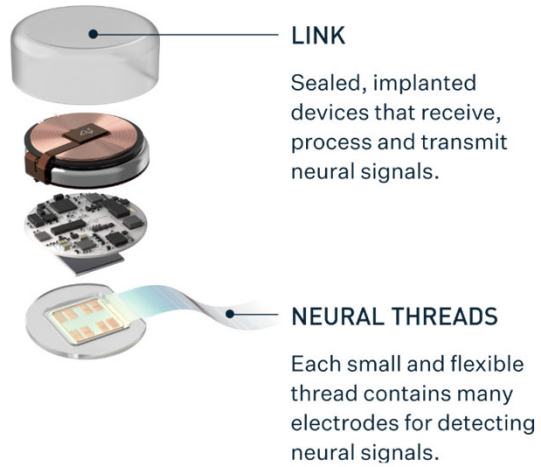 LINK
Sealed, implanted
devices that receive,
process and transmit
neural signals.
NEURAL THREADS
Each small and flexible
thread contains many
electrodes for detecting
neural signals.